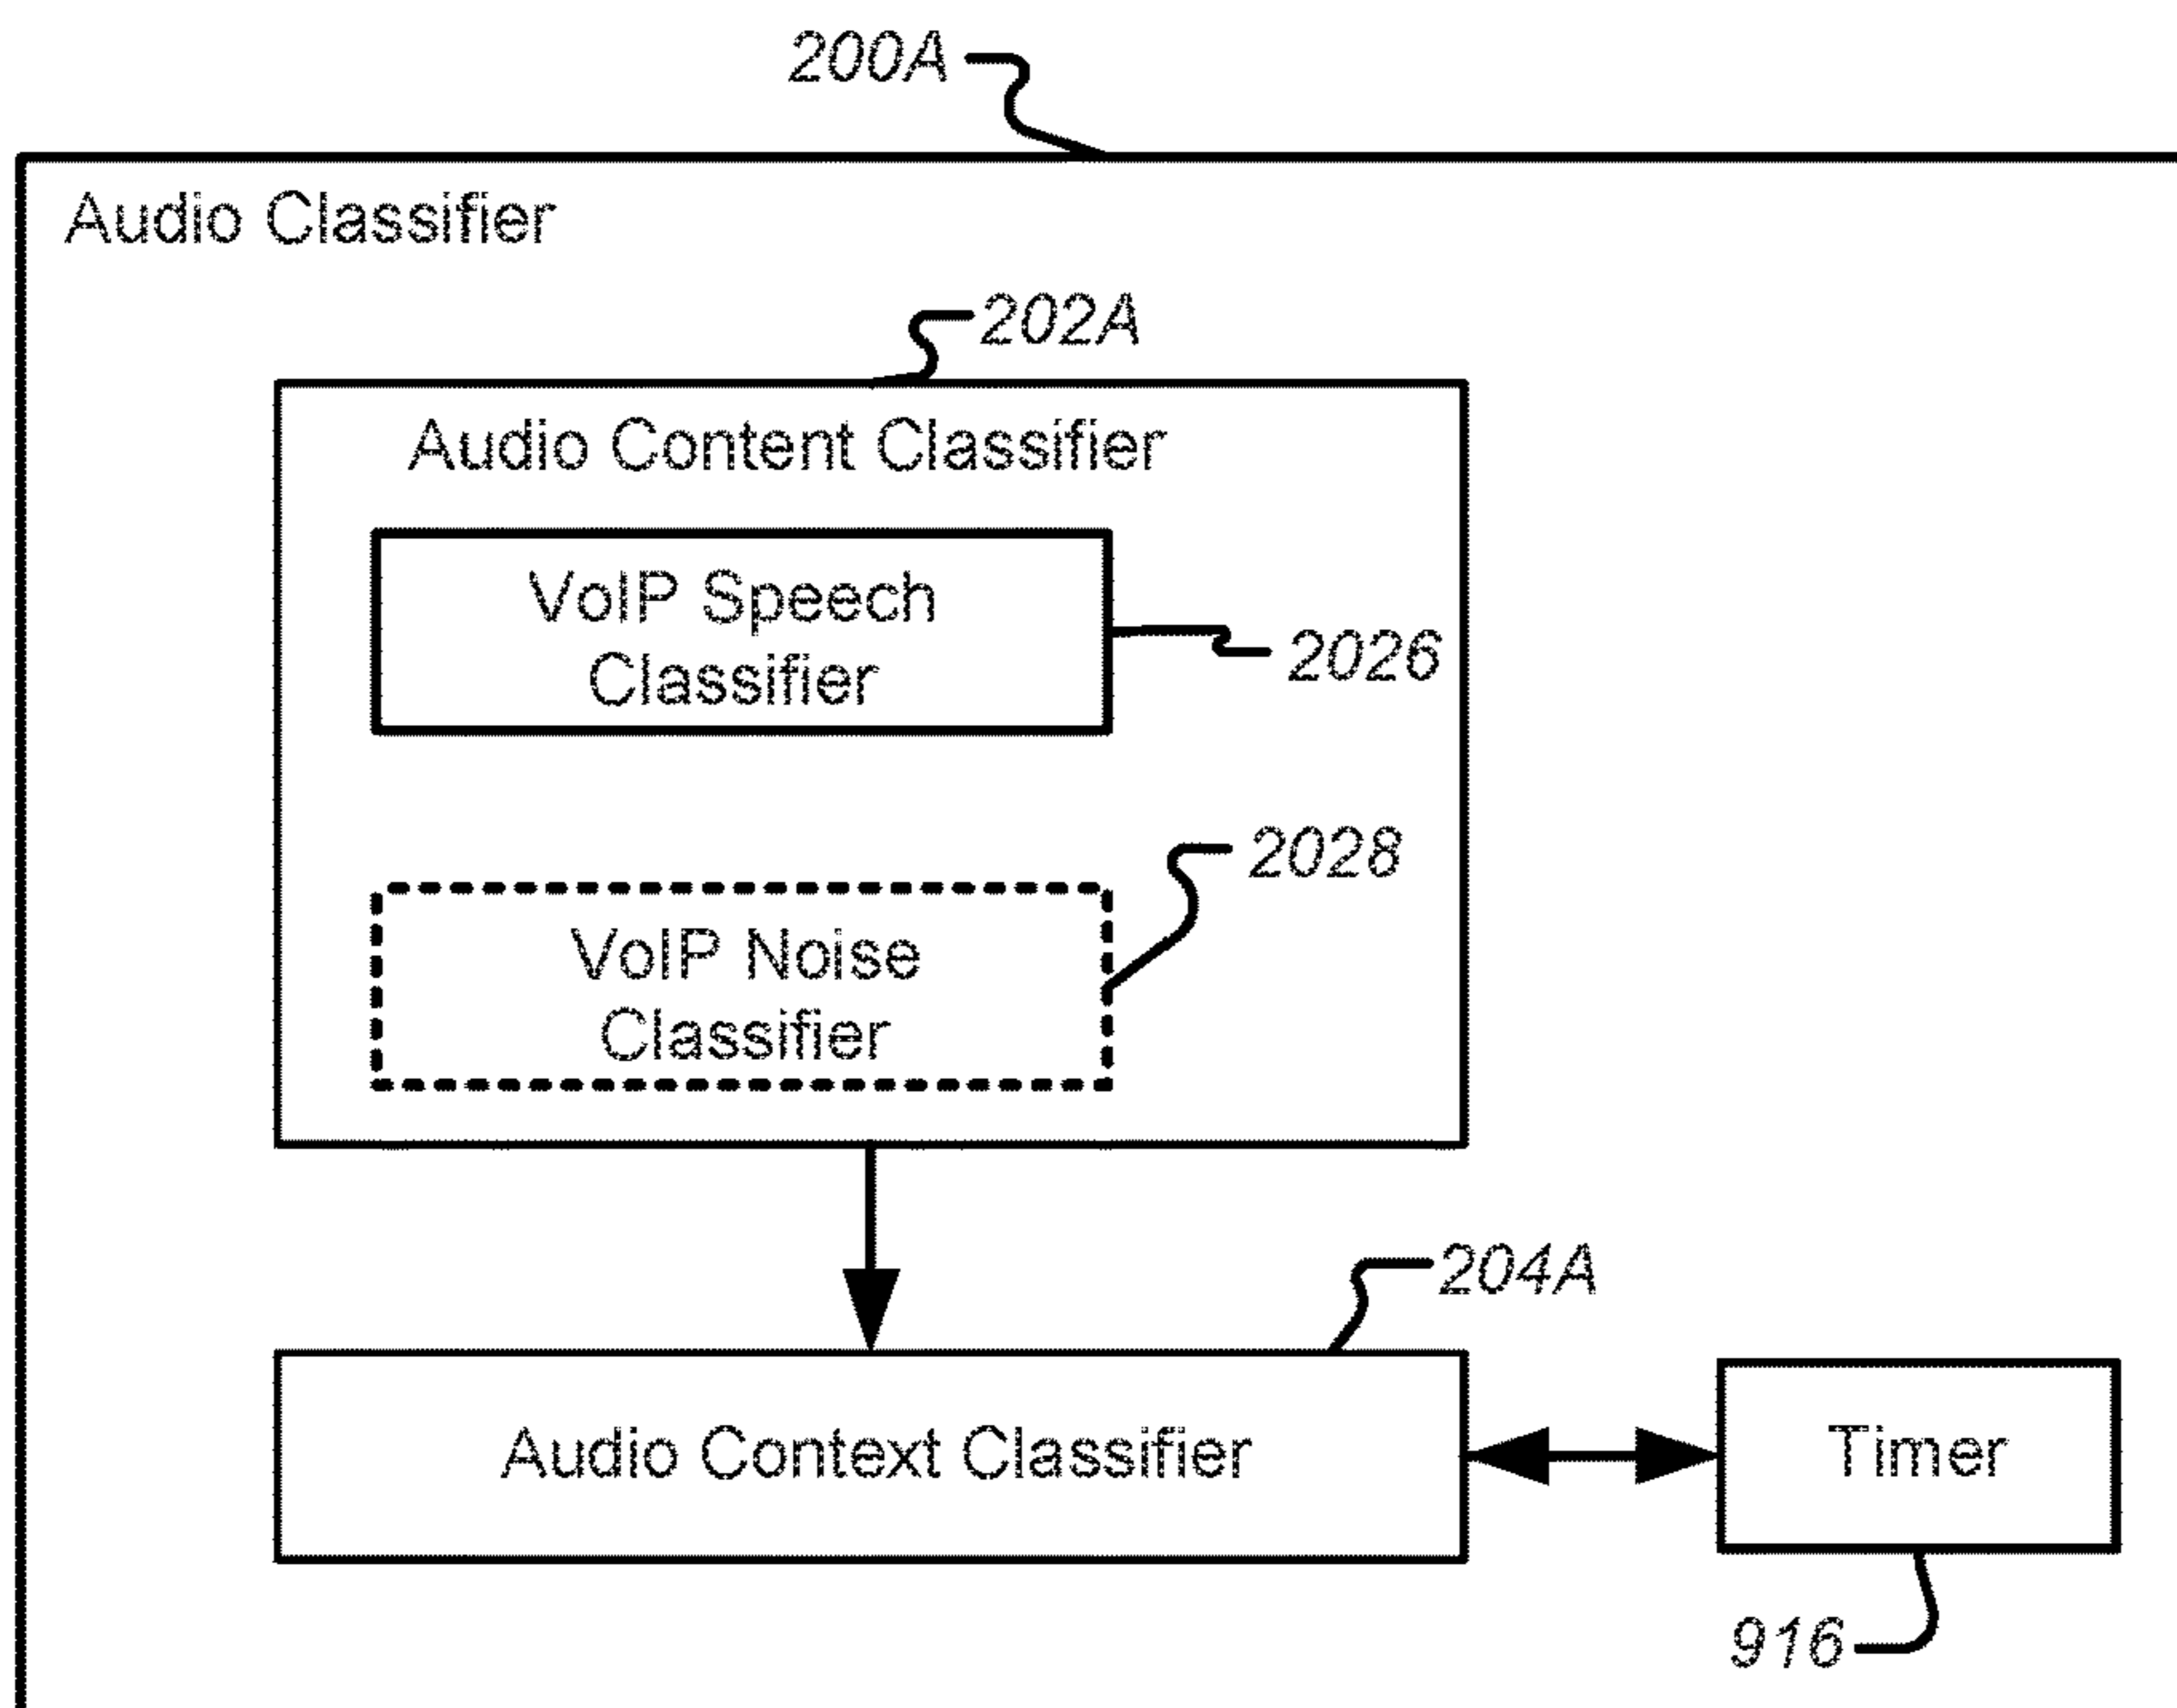 200A
Audio Classifier
202A
Audio Content Classifier
VoIP Speech
Classifier
2026
2028
VoIP Noise
Classifier
204A
Audio Context Classifier
Timer
916